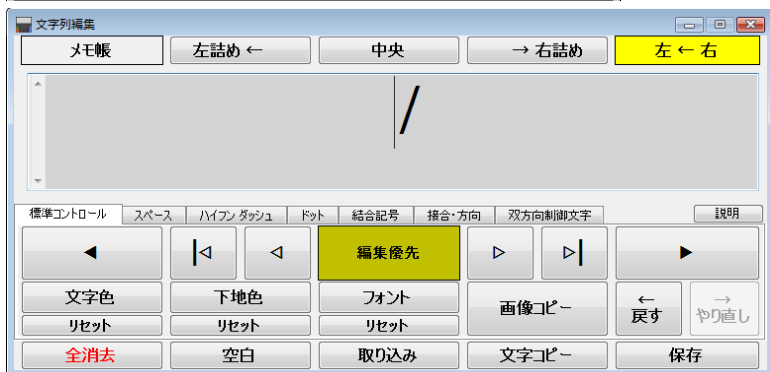 文字列編集
メモ帳 左詰め ← 中央 → 右詰め 左 ← 右
/
標準コントロール スペース ハイフン ダッシュ ドット 結合記号 接合・方向 双方向制御文字 説明
◀ |◁ ◁ 編集優先 ▷ ▷| ▶
文字色 下地色 フォント 画像コピー ← 戻す → やり直し
リセット リセット リセット
全消去 空白 取り込み 文字コピー 保存